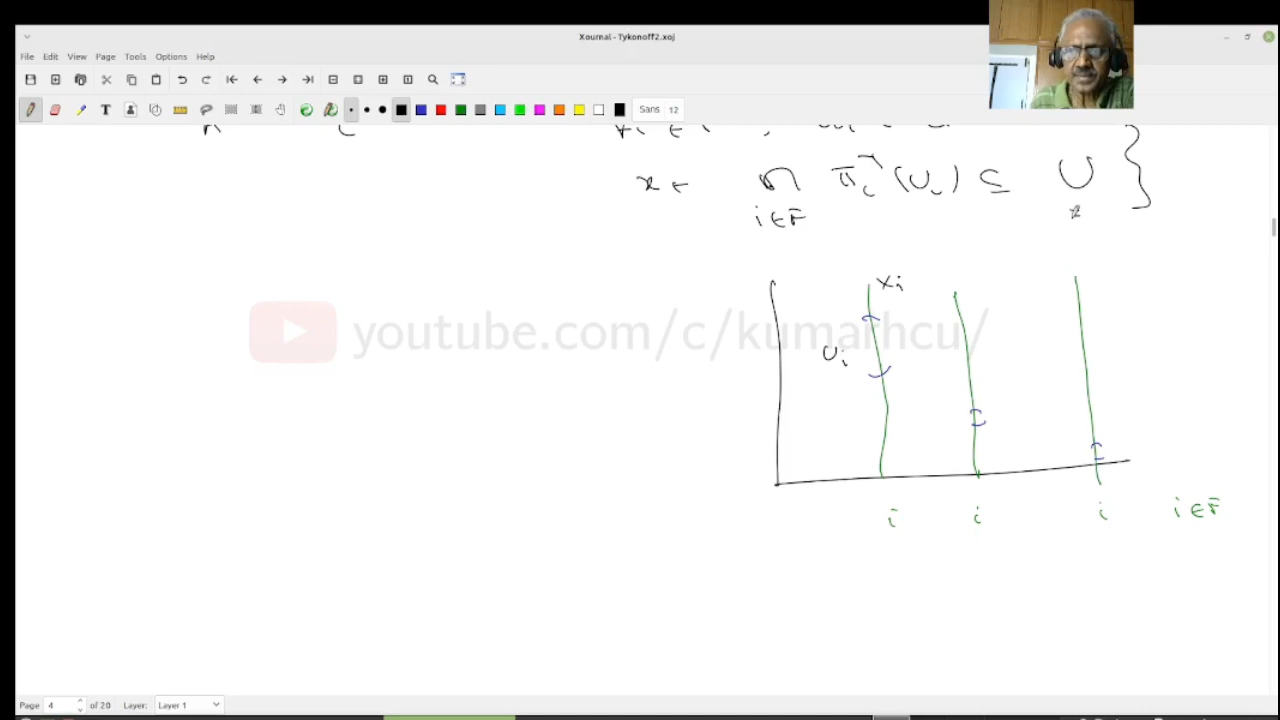 Xournal - Tykonoff2.xoj
File Edit View Page Tools Options Help
Sans 12
x ∈ ∩ π_i^{-1}(U_i) ⊆ U }
i∈F x
X_i
youtube.com/c/kumarhcu/
U_i
i i i i∈F
Page 4 of 20 Layer: Layer 1